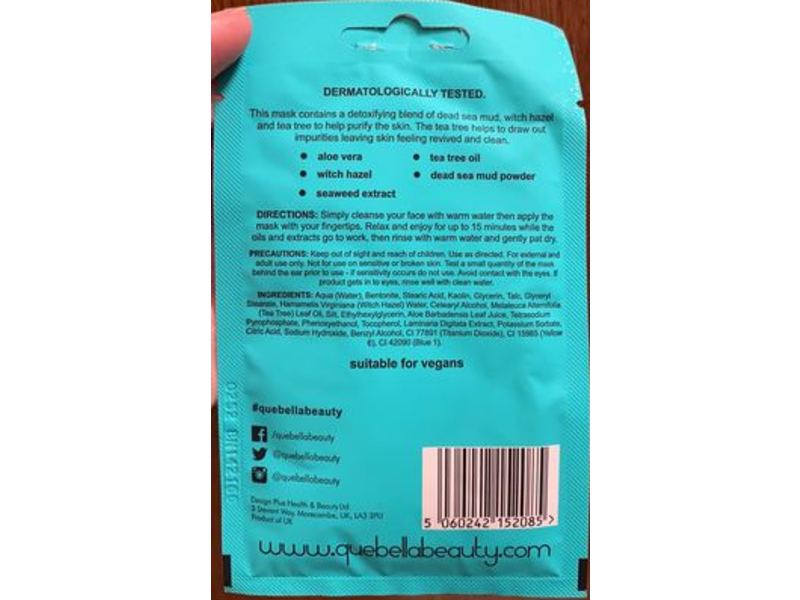 DERMATOLOGICALLY TESTED.
This mask contains a detoxifying blend of dead sea mud, witch hazel
and tea tree to help purify the skin. The tea tree helps to draw out
impurities leaving skin feeling revived and clean.
• aloe vera • tea tree oil
• witch hazel • dead sea mud powder
• seaweed extract
DIRECTIONS: Simply cleanse your face with warm water then apply the
mask with your fingertips. Relax and enjoy for up to 15 minutes while the
oils and extracts go to work, then rinse with warm water and gently pat dry.
PRECAUTIONS: Keep out of sight and reach of children. Use as directed. For external and
adult use only. Not for use on sensitive or broken skin. Test a small quantity of the mask
behind the ear prior to use - if sensitivity occurs do not use. Avoid contact with the eyes. If
product gets in to eyes, rinse well with clean water.
INGREDIENTS: Aqua (Water), Bentonite, Stearic Acid, Kaolin, Glycerin, Talc, Glyceryl
Stearate, Hamamelis Virginiana (Witch Hazel) Water, Cetearyl Alcohol, Melaleuca Alternifolia
(Tea Tree) Leaf Oil, Silt, Ethylhexylglycerin, Aloe Barbadensis Leaf Juice, Tetrasodium
Pyrophosphate, Phenoxyethanol, Tocopherol, Laminaria Digitata Extract, Potassium Sorbate,
Citric Acid, Sodium Hydroxide, Benzyl Alcohol, CI 77891 (Titanium Dioxide), CI 15985 (Yellow
6), CI 42090 (Blue 1).
suitable for vegans
#quebellabeauty
/quebellabeauty
@quebellabeauty
@quebellabeauty
Design Plus Health & Beauty Ltd
3 Stevant Way, Morecambe, UK, LA3 3PU
Product of UK
5 060242 152085 >
www.quebellabeauty.com